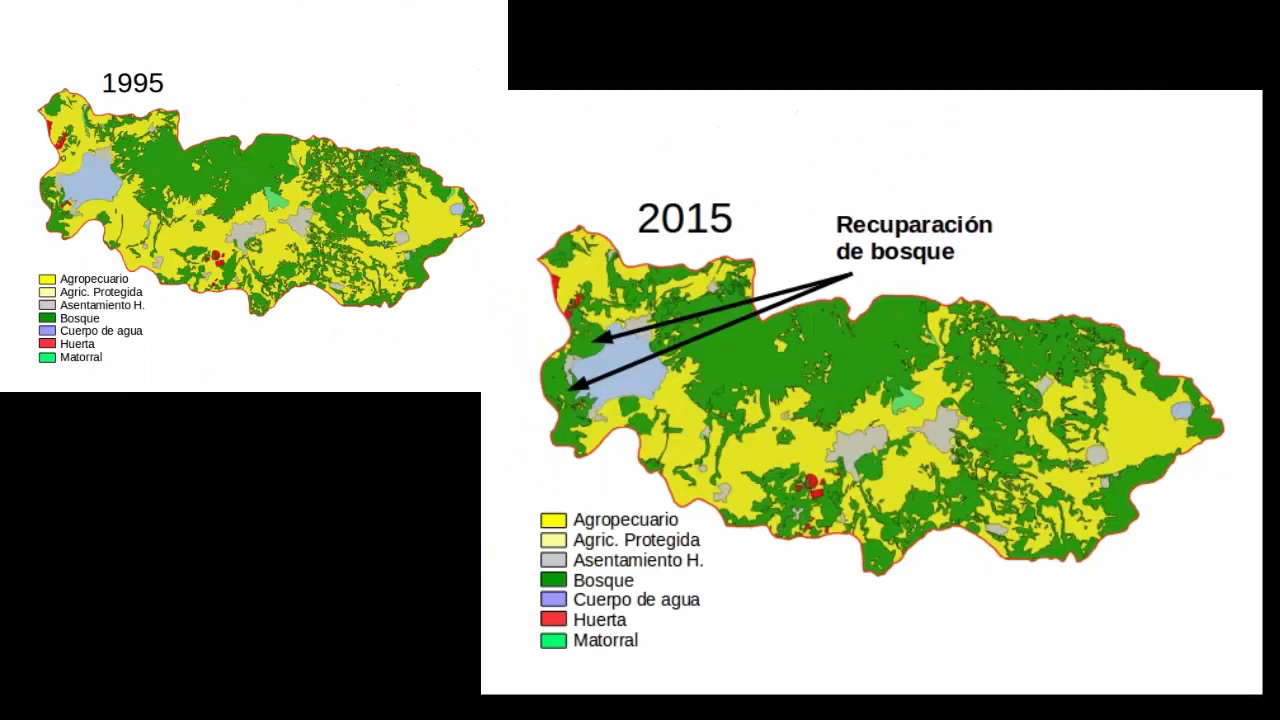 1995
Agropecuario
Agric. Protegida
Asentamiento H.
Bosque
Cuerpo de agua
Huerta
Matorral
2015
Recuparación
de bosque
Agropecuario
Agric. Protegida
Asentamiento H.
Bosque
Cuerpo de agua
Huerta
Matorral